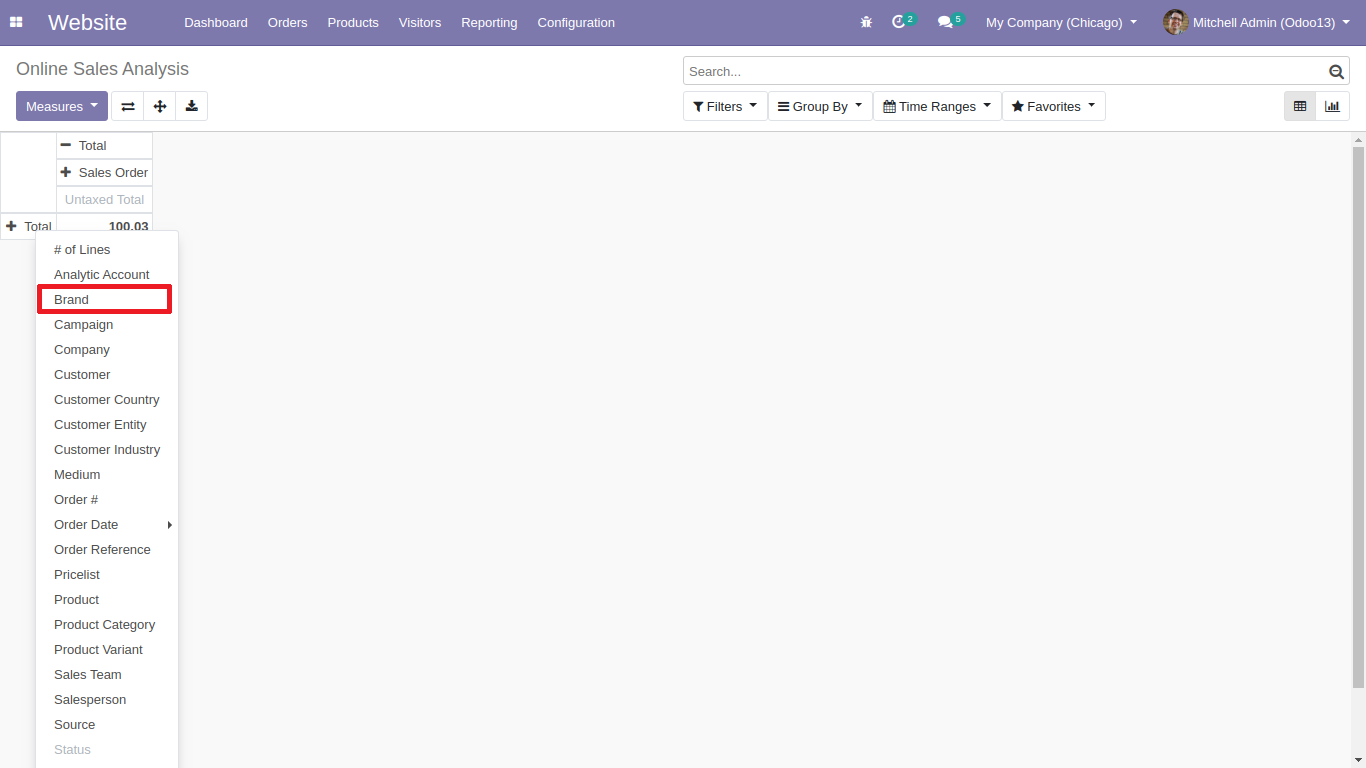 Website Dashboard Orders Products Visitors Reporting Configuration 2 5 My Company (Chicago) Mitchell Admin (Odoo13)
Online Sales Analysis
Search...
Measures
Filters Group By Time Ranges Favorites
Total
Sales Order
Untaxed Total
Total 100.03
# of Lines
Analytic Account
Brand
Campaign
Company
Customer
Customer Country
Customer Entity
Customer Industry
Medium
Order #
Order Date
Order Reference
Pricelist
Product
Product Category
Product Variant
Sales Team
Salesperson
Source
Status